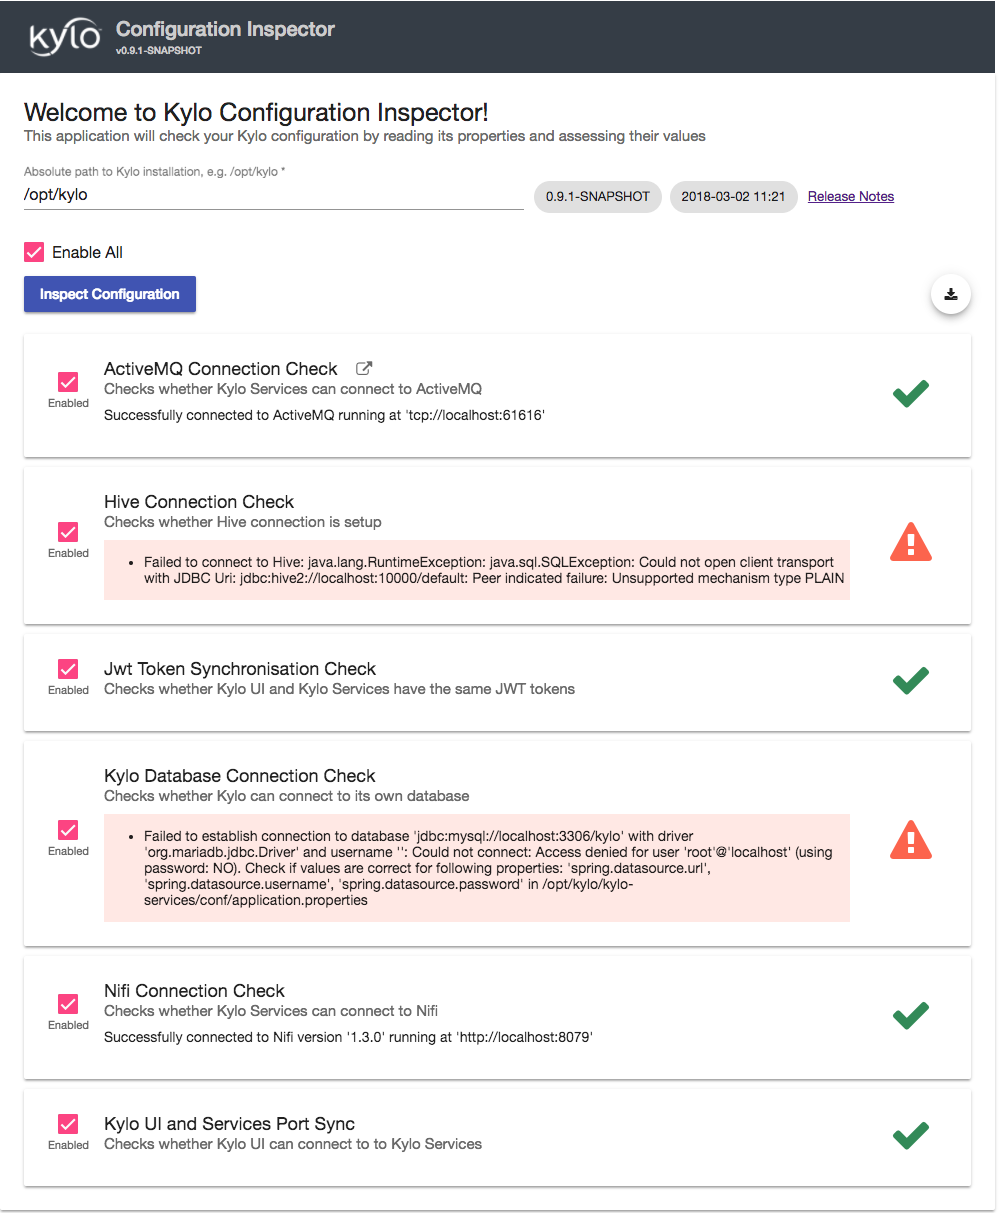 kylo
Configuration Inspector
v0.9.1-SNAPSHOT
Welcome to Kylo Configuration Inspector!
This application will check your Kylo configuration by reading its properties and assessing their values
Absolute path to Kylo installation, e.g. /opt/kylo *
/opt/kylo
0.9.1-SNAPSHOT
2018-03-02 11:21
Release Notes
Enable All
Inspect Configuration
ActiveMQ Connection Check
Checks whether Kylo Services can connect to ActiveMQ
Successfully connected to ActiveMQ running at 'tcp://localhost:61616'
Enabled
Hive Connection Check
Checks whether Hive connection is setup
Enabled
• Failed to connect to Hive: java.lang.RuntimeException: java.sql.SQLException: Could not open client transport
with JDBC Uri: jdbc:hive2://localhost:10000/default: Peer indicated failure: Unsupported mechanism type PLAIN
Jwt Token Synchronisation Check
Checks whether Kylo UI and Kylo Services have the same JWT tokens
Enabled
Kylo Database Connection Check
Checks whether Kylo can connect to its own database
Enabled
• Failed to establish connection to database 'jdbc:mysql://localhost:3306/kylo' with driver
'org.mariadb.jdbc.Driver' and username '': Could not connect: Access denied for user 'root'@'localhost' (using
password: NO). Check if values are correct for following properties: 'spring.datasource.url',
'spring.datasource.username', 'spring.datasource.password' in /opt/kylo/kylo-
services/conf/application.properties
Nifi Connection Check
Checks whether Kylo Services can connect to Nifi
Enabled
Successfully connected to Nifi version '1.3.0' running at 'http://localhost:8079'
Kylo UI and Services Port Sync
Checks whether Kylo UI can connect to to Kylo Services
Enabled